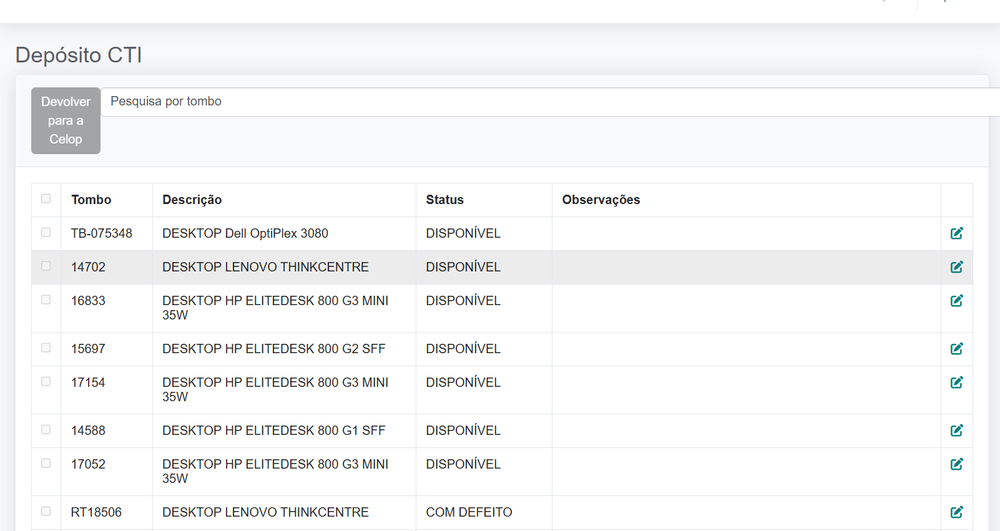 Depósito CTI
Devolver
para a
Celop
Pesquisa por tombo
Tombo Descrição Status Observações
TB-075348 DESKTOP Dell OptiPlex 3080 DISPONÍVEL
14702 DESKTOP LENOVO THINKCENTRE DISPONÍVEL
16833 DESKTOP HP ELITEDESK 800 G3 MINI DISPONÍVEL
35W
15697 DESKTOP HP ELITEDESK 800 G2 SFF DISPONÍVEL
17154 DESKTOP HP ELITEDESK 800 G3 MINI DISPONÍVEL
35W
14588 DESKTOP HP ELITEDESK 800 G1 SFF DISPONÍVEL
17052 DESKTOP HP ELITEDESK 800 G3 MINI DISPONÍVEL
35W
RT18506 DESKTOP LENOVO THINKCENTRE COM DEFEITO